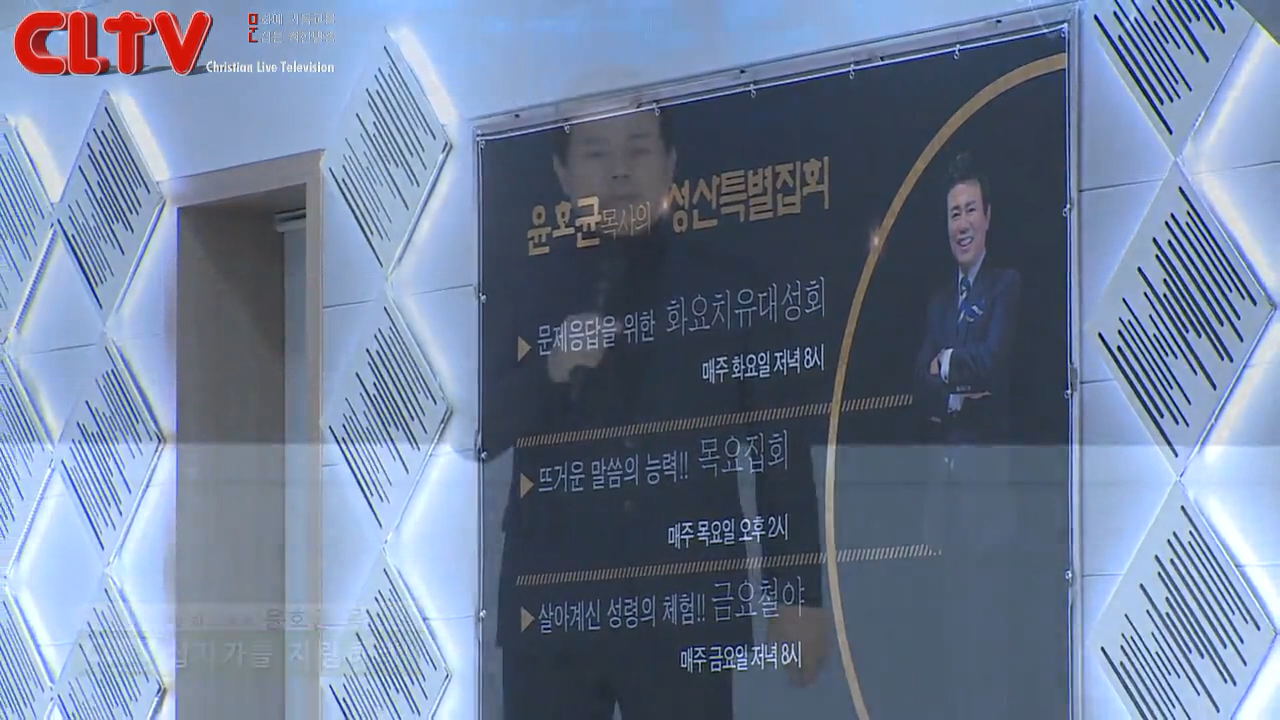 CLTV
Christian Live Television
윤호균목사의 성산특별집회
문제응답을 위한 화요치유대성회
매주 화요일 저녁 8시
뜨거운 말씀의 능력!! 목요집회
매주 목요일 오후 2시
살아계신 성령의 체험!! 금요철야
매주 금요일 저녁 8시